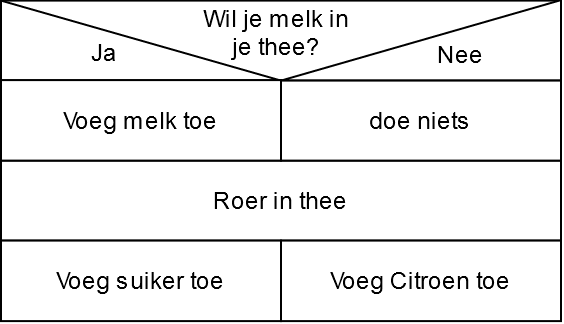 Wil je melk in
je thee?
Ja
Nee
Voeg melk toe
doe niets
Roer in thee
Voeg suiker toe
Voeg Citroen toe